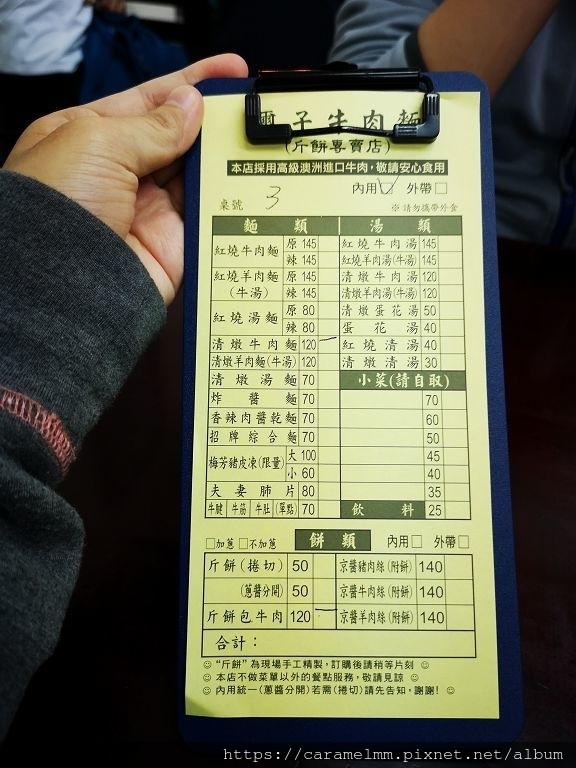 子牛肉麵
(斤餅專賣店)
本店採用高級澳洲進口牛肉,敬請安心食用
桌號 3 內用☑ 外帶□
※ 請勿攜帶外食
麵類
紅燒牛肉麵 原 145
辣 145
紅燒羊肉麵(牛湯) 原 145
辣 145
紅燒湯麵 原 80
辣 80
清燉牛肉麵 120
清燉羊肉麵(牛湯) 120
清燉湯麵 70
炸醬麵 70
香辣肉醬乾麵 70
招牌綜合麵 70
梅芳豬皮凍(限量) 大 100
小 60
夫妻肺片 80
牛腱 牛筋 牛肚 (單點) 70
湯類
紅燒牛肉湯 145
紅燒羊肉湯(牛湯) 145
清燉牛肉湯 120
清燉羊肉湯(牛湯) 120
清燉蛋花湯 50
蛋花湯 40
紅燒清湯 40
清燉清湯 30
小菜(請自取)
70
60
50
45
40
35
飲料 25
□加蔥 □不加蔥 餅類 內用□ 外帶□
斤餅(捲切) 50 京醬豬肉絲(附餅) 140
(蔥醬分開) 50 京醬牛肉絲(附餅) 140
斤餅包牛肉 120 京醬羊肉絲(附餅) 140
合計:
☺ “斤餅”為現場手工精製,訂購後請稍等片刻 ☺
☺ 本店不做菜單以外的餐點服務,敬請見諒 ☺
☺ 內用統一(蔥醬分開)若需(捲切)請先告知,謝謝! ☺
https://caramelmm.pixnet.net/album